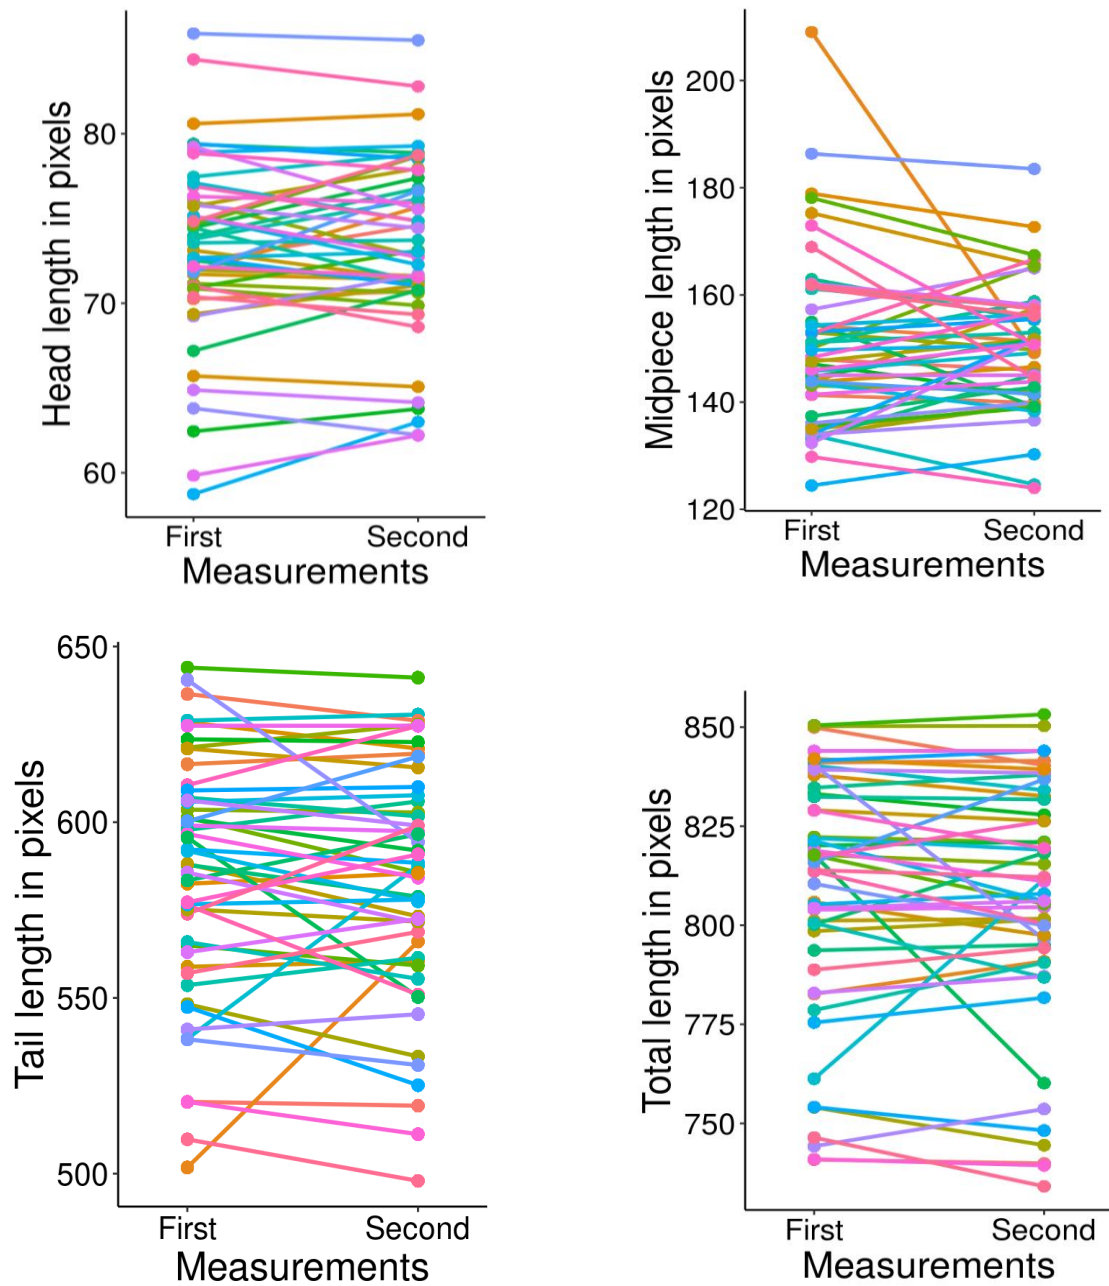 Head length in pixels
80
70
60
First Second
Measurements
Midpiece length in pixels
200
180
160
140
120
First Second
Measurements
Tail length in pixels
650
600
550
500
First Second
Measurements
Total length in pixels
850
825
800
775
750
First Second
Measurements